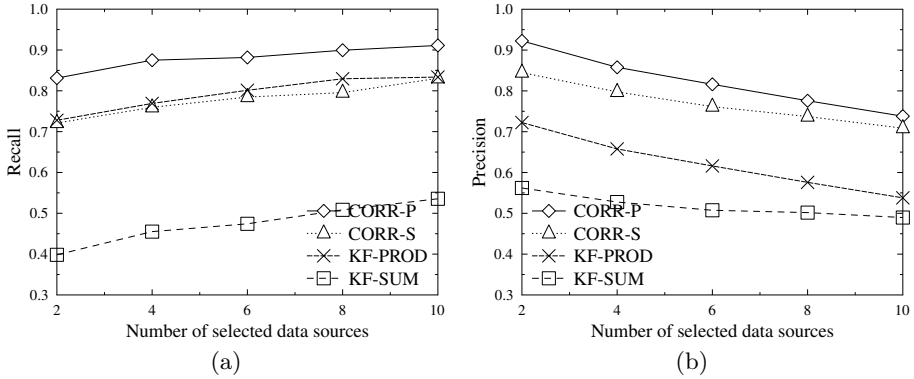 1.0
0.9
0.8
0.7
0.6
0.5
0.4
0.3
Recall
CORR-P
CORR-S
KF-PROD
KF-SUM
2 4 6 8 10
Number of selected data sources
(a)
1.0
0.9
0.8
0.7
0.6
0.5
0.4
0.3
Precision
CORR-P
CORR-S
KF-PROD
KF-SUM
2 4 6 8 10
Number of selected data sources
(b)